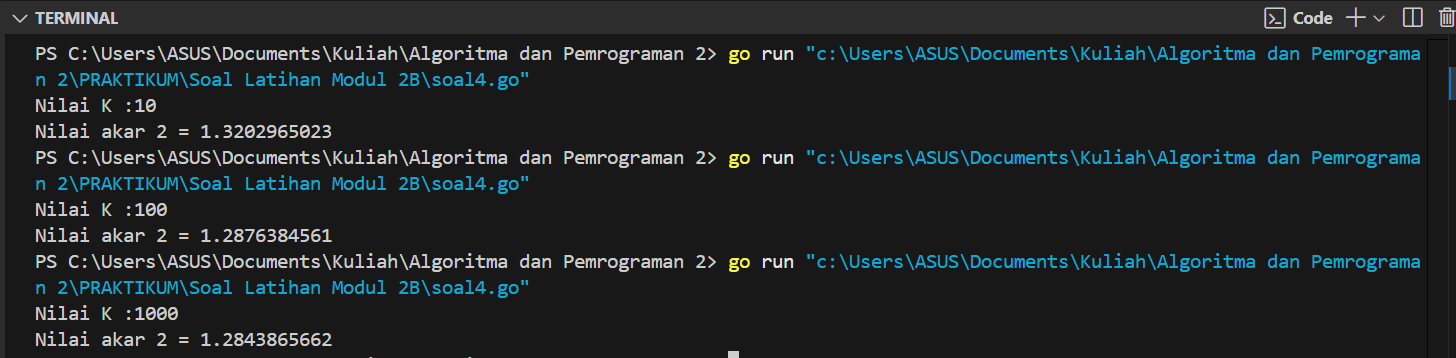 TERMINAL
Code
PS C:\Users\ASUS\Documents\Kuliah\Algoritma dan Pemrograman 2> go run "c:\Users\ASUS\Documents\Kuliah\Algoritma dan Pemrograma
n 2\PRAKTIKUM\Soal Latihan Modul 2B\soal4.go"
Nilai K :10
Nilai akar 2 = 1.3202965023
PS C:\Users\ASUS\Documents\Kuliah\Algoritma dan Pemrograman 2> go run "c:\Users\ASUS\Documents\Kuliah\Algoritma dan Pemrograma
n 2\PRAKTIKUM\Soal Latihan Modul 2B\soal4.go"
Nilai K :100
Nilai akar 2 = 1.2876384561
PS C:\Users\ASUS\Documents\Kuliah\Algoritma dan Pemrograman 2> go run "c:\Users\ASUS\Documents\Kuliah\Algoritma dan Pemrograma
n 2\PRAKTIKUM\Soal Latihan Modul 2B\soal4.go"
Nilai K :1000
Nilai akar 2 = 1.2843865662